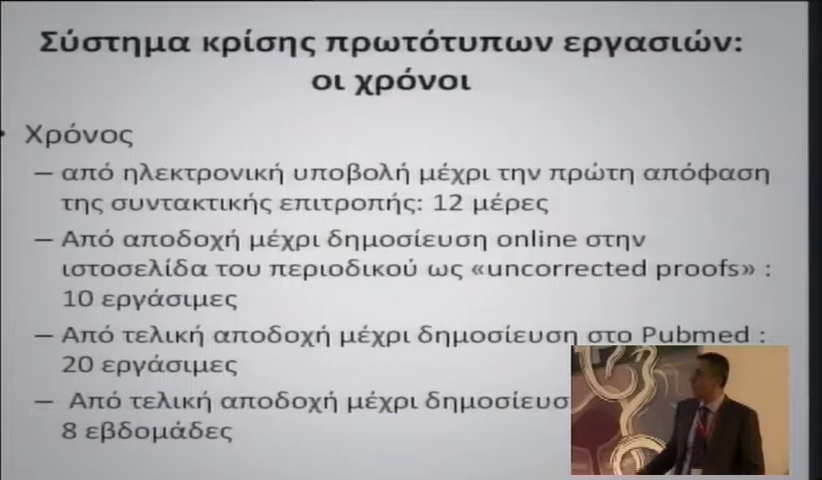 Σύστημα κρίσης πρωτότυπων εργασιών:
οι χρόνοι
• Χρόνος
– από ηλεκτρονική υποβολή μέχρι την πρώτη απόφαση
της συντακτικής επιτροπής: 12 μέρες
– Από αποδοχή μέχρι δημοσίευση online στην
ιστοσελίδα του περιοδικού ως «uncorrected proofs» :
10 εργάσιμες
– Από τελική αποδοχή μέχρι δημοσίευση στο Pubmed :
20 εργάσιμες
– Από τελική αποδοχή μέχρι
8 εβδομάδες